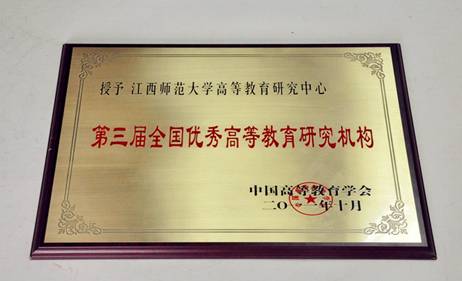 授予 江西师范大学高等教育研究中心
第三届全国优秀高等教育研究机构
中国高等教育学会
二〇 年十月